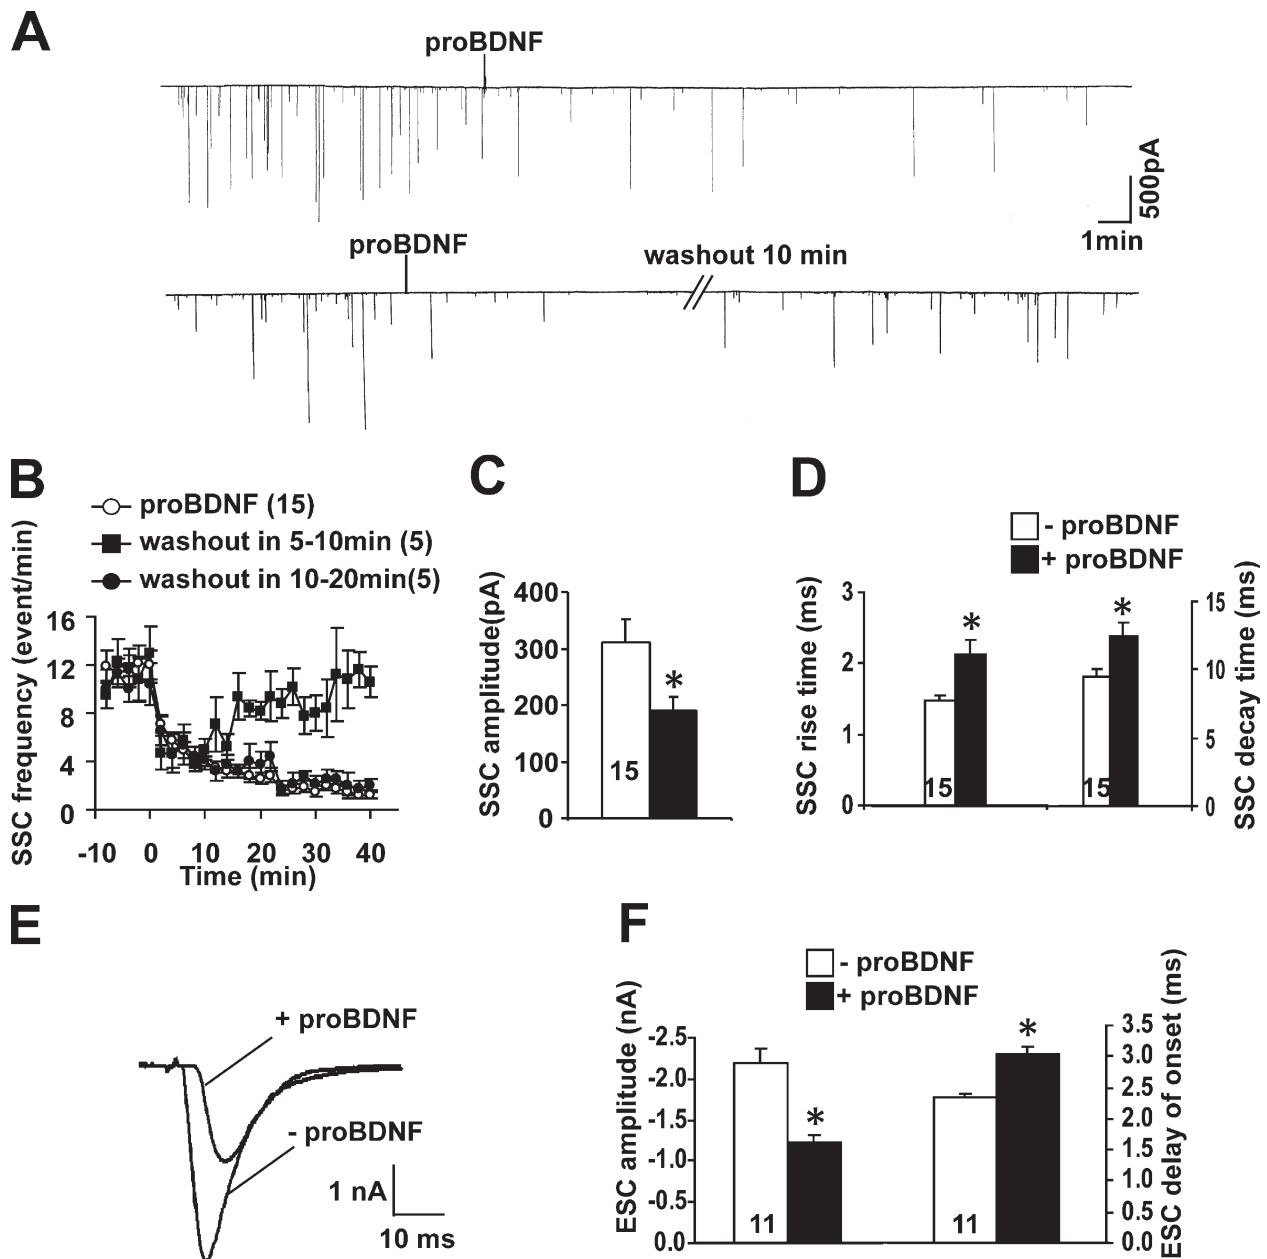 A
proBDNF
500pA
1min
proBDNF
washout 10 min
B
proBDNF (15)
washout in 5-10min (5)
washout in 10-20min(5)
SSC frequency (event/min)
16
12
8
4
0
-10 0 10 20 30 40
Time (min)
C
SSC amplitude(pA)
400
300
200
100
0
*
15
D
- proBDNF
+ proBDNF
SSC rise time (ms)
3
2
1
0
*
*
15
15
15
10
5
0
SSC decay time (ms)
E
+ proBDNF
- proBDNF
1 nA
10 ms
F
- proBDNF
+ proBDNF
ESC amplitude (nA)
-2.5
-2.0
-1.5
-1.0
-0.5
0.0
*
*
11
11
3.5
3.0
2.5
2.0
1.5
1.0
0.5
0.0
ESC delay of onset (ms)